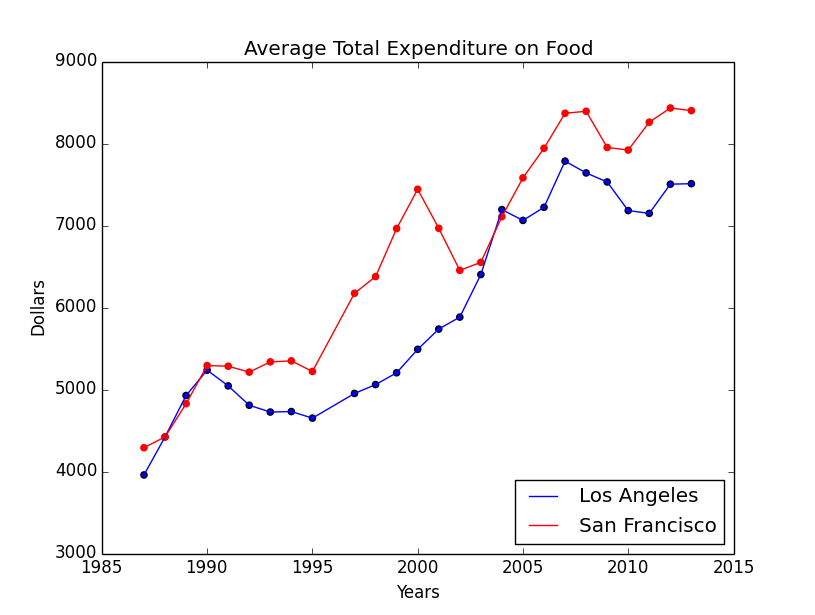 Average Total Expenditure on Food
9000
8000
7000
6000
5000
4000
3000
Dollars
Los Angeles
San Francisco
1985 1990 1995 2000 2005 2010 2015
Years